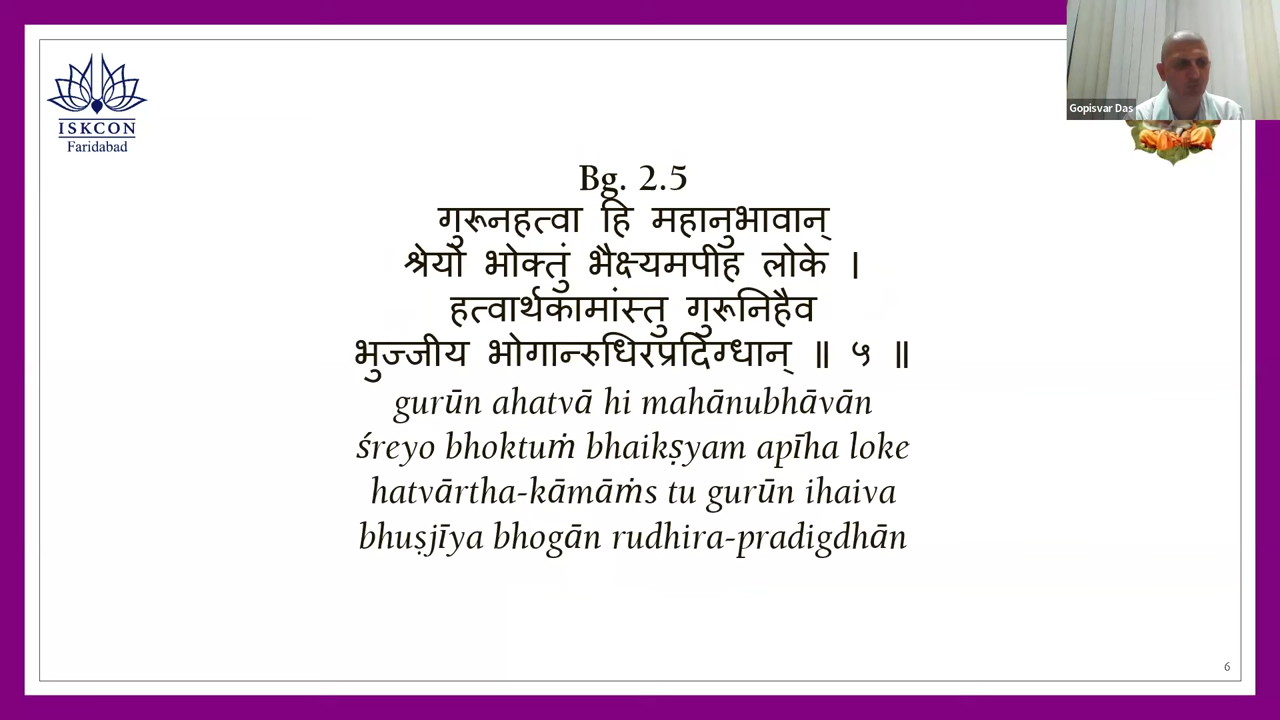 ISKCON
Faridabad
Gopisvar Das
Bg. 2.5
गुरूनहत्वा हि महानुभावान्
श्रेयो भोक्तुं भैक्ष्यमपीह लोके ।
हत्वार्थकामांस्तु गुरूनिहैव
भुज्जीय भोगान्रुधिरप्रदिग्धान् ॥ ५ ॥
gurūn ahatvā hi mahānubhāvān
śreyo bhoktuṁ bhaikṣyam apīha loke
hatvārtha-kāmāṁs tu gurūn ihaiva
bhuṣjīya bhogān rudhira-pradigdhān
6